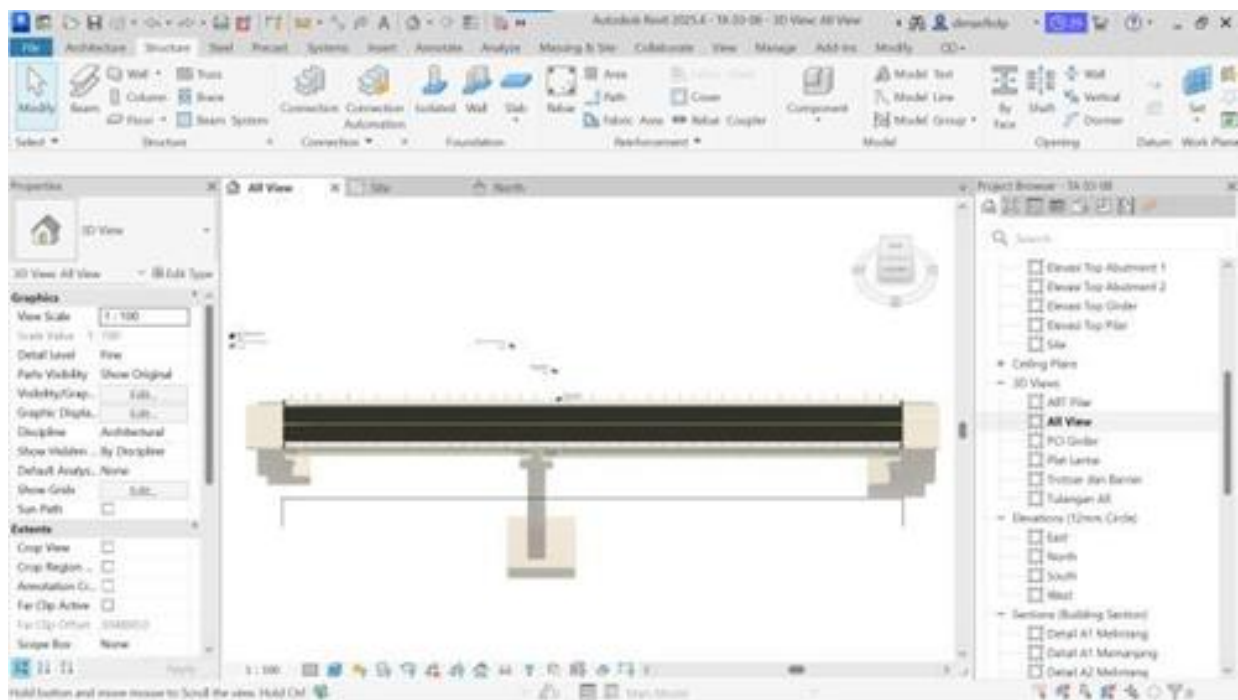 Autodesk Revit 2025.4 - TA 03-08 - 3D View: All View
File Architecture Structure Steel Precast Systems Insert Annotate Analyze Massing & Site Collaborate View Manage Add-Ins Modify
Modify
Beam
Wall
Truss
Column
Brace
Floor
Beam System
Connection
Connection Automation
Isolated
Wall
Slab
Rebar
Area
Path
Fabric Area
Cover
Rebar Coupler
Component
Model Text
Model Line
Model Group
By Face
Shaft
Wall
Vertical
Dormer
Set
Select
Structure
Connection
Foundation
Reinforcement
Model
Opening
Datum
Work Plane
Properties
3D View
3D View: All View
Edit Type
Graphics
View Scale 1 : 100
Scale Value 1: 100
Detail Level Fine
Parts Visibility Show Original
Visibility/Grap... Edit...
Graphic Displa... Edit...
Discipline Architectural
Show Hidden ... By Discipline
Default Analys... None
Show Grids Edit...
Sun Path
Extents
Crop View
Crop Region ...
Annotation Cr...
Far Clip Active
Far Clip Offset
Scope Box None
Apply
All View
Site
North
1 : 100
Project Browser - TA 03-08
Search
Elevasi Top Abutment 1
Elevasi Top Abutment 2
Elevasi Top Girder
Elevasi Top Pilar
Site
Ceiling Plans
3D Views
All View
PCI Girder
Plat Lantai
Trotoar dan Barrier
Tulangan All
Elevations (12mm Circle)
East
North
South
West
Sections (Building Section)
Detail A1 Melintang
Detail A1 Memanjang
Detail A2 Melintang
Hold button and move mouse to Scroll the view. Hold Ctrl
Main Model